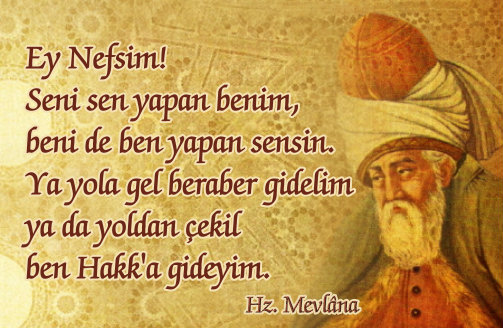 Ey Nefsim!
Seni sen yapan benim,
beni de ben yapan sensin.
Ya yola gel beraber gidelim
ya da yoldan çekil
ben Hakk'a gideyim.
Hz. Mevlâna